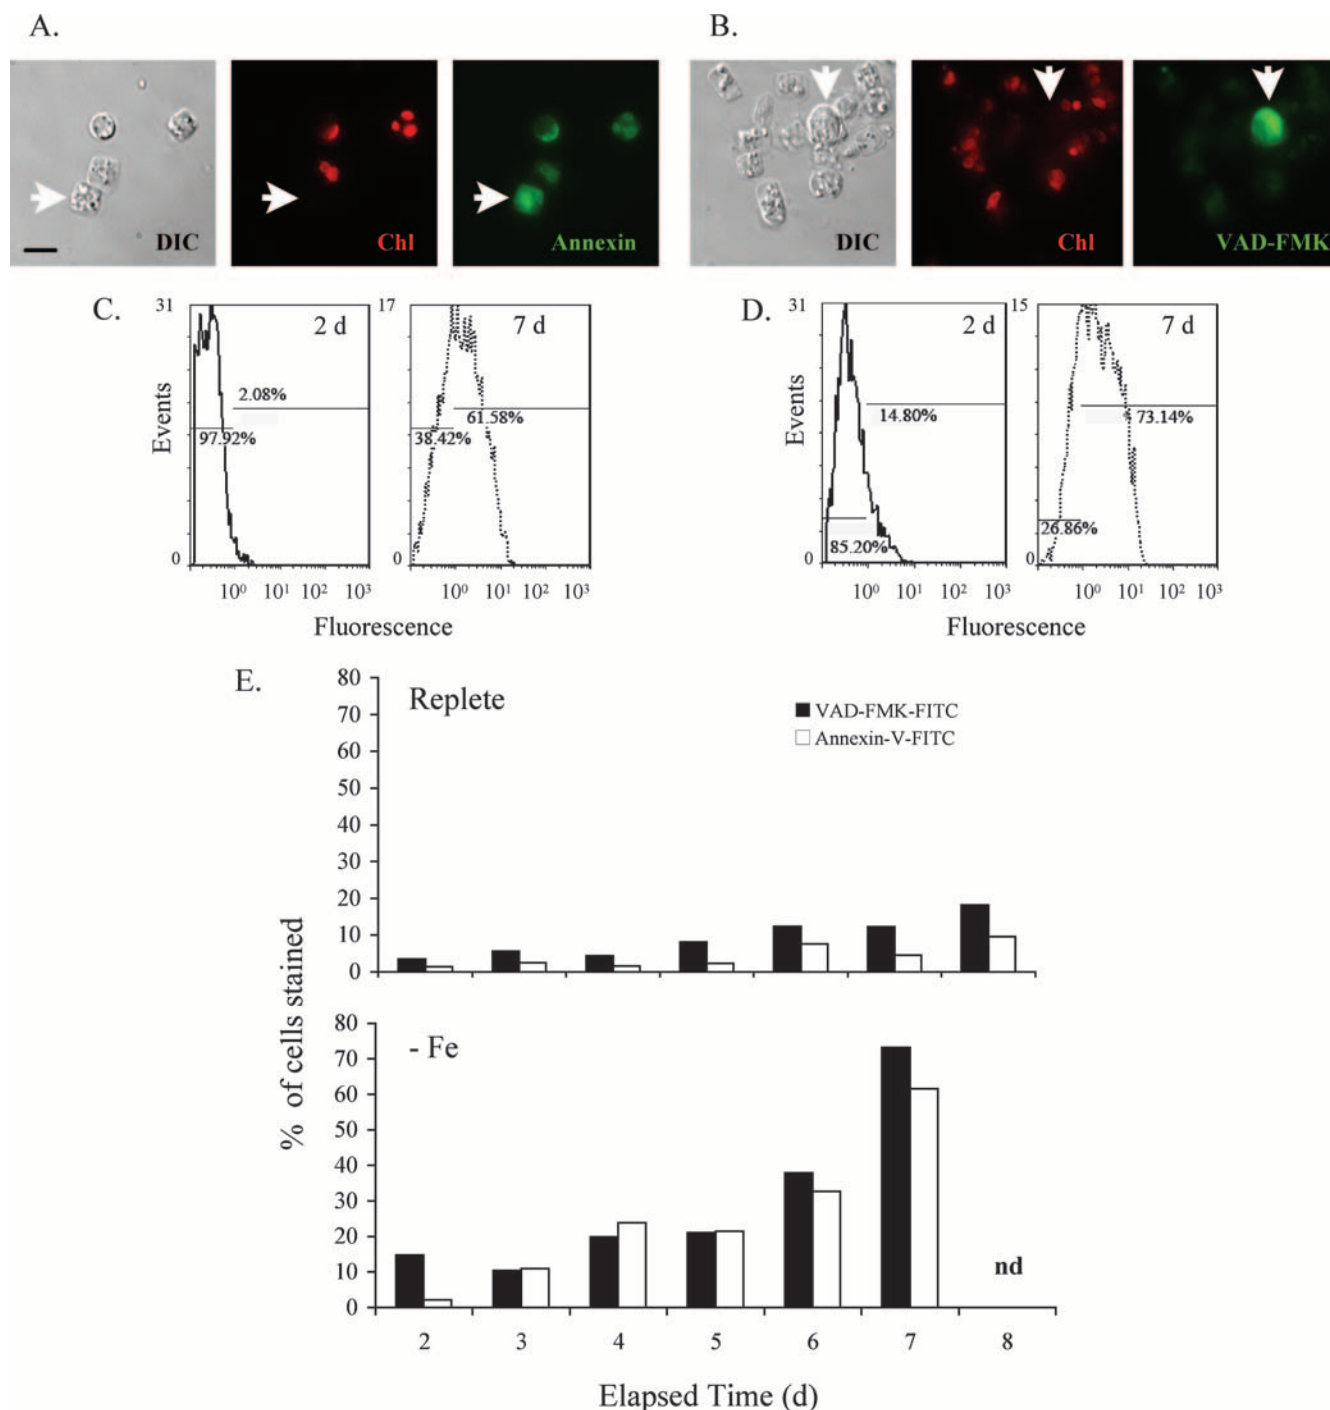 A.
B.
DIC
Chl
Annexin
DIC
Chl
VAD-FMK
C.
31
2 d
17
7 d
D.
31
2 d
15
7 d
Events
2.08%
97.92%
61.58%
38.42%
Events
14.80%
85.20%
73.14%
26.86%
0
0
0
0
10⁰ 10¹ 10² 10³
10⁰ 10¹ 10² 10³
10⁰ 10¹ 10² 10³
10⁰ 10¹ 10² 10³
Fluorescence
Fluorescence
E.
80
70
60
50
40
30
20
10
0
Replete
VAD-FMK-FITC
Annexin-V-FITC
% of cells stained
80
70
60
50
40
30
20
10
0
- Fe
nd
2 3 4 5 6 7 8
Elapsed Time (d)